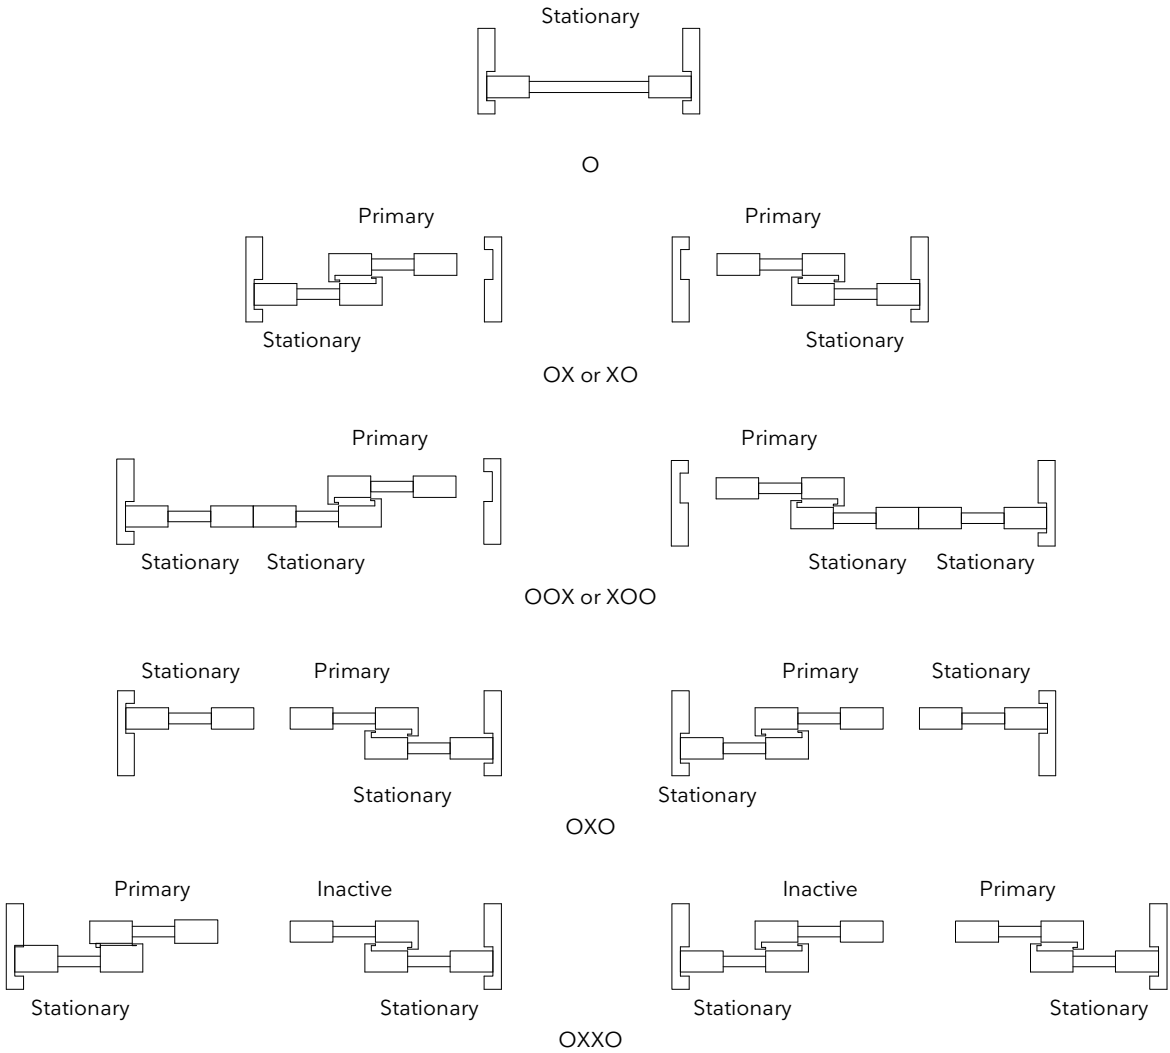 Stationary
O
Primary Primary
Stationary Stationary
OX or XO
Primary Primary
Stationary Stationary Stationary Stationary
OOX or XOO
Stationary Primary Primary Stationary
Stationary Stationary
OXO
Primary Inactive Inactive Primary
Stationary Stationary Stationary Stationary
OXXO